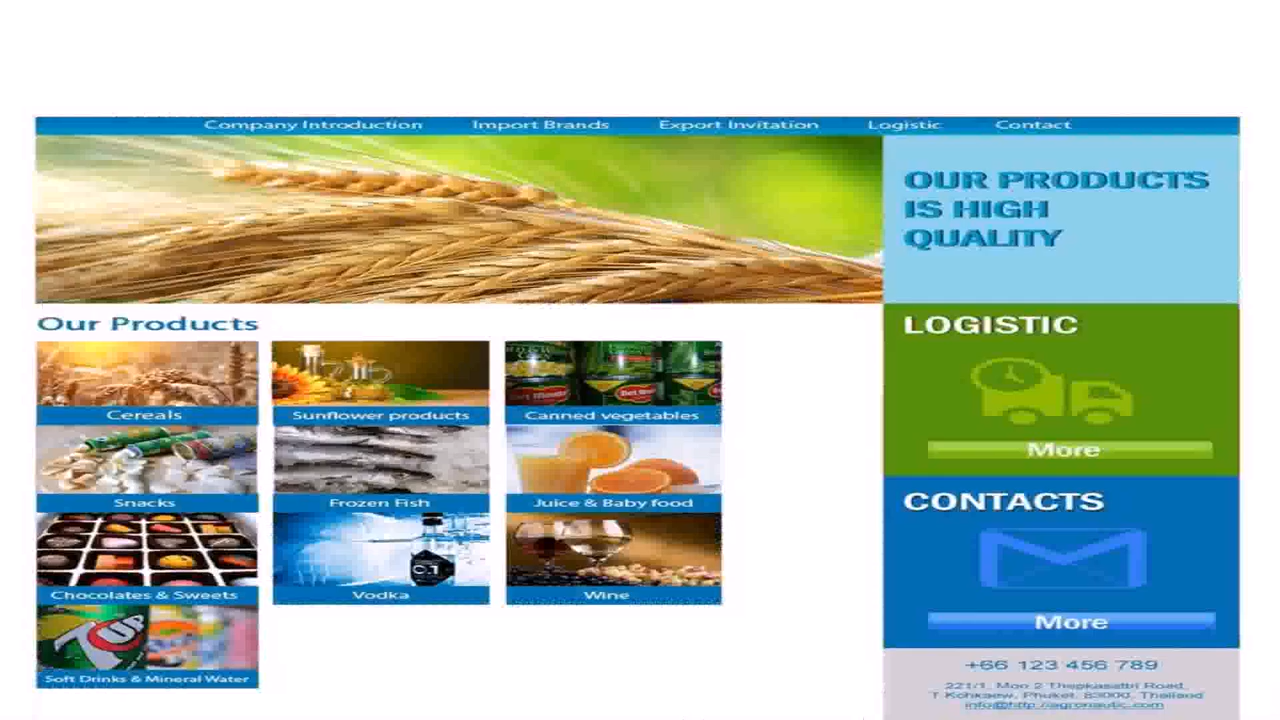 Company Introduction Import Brands Export Invitation Logistic Contact
OUR PRODUCTS
IS HIGH
QUALITY
Our Products
Cereals
Sunflower products
Canned vegetables
Snacks
Frozen Fish
Juice & Baby food
Chocolates & Sweets
Vodka
Wine
7UP
Soft Drinks & Mineral Water
LOGISTIC
More
CONTACTS
More
+66 123 456 789
221/1, Moo 2 Thepkasattri Road,
T Kohkaew, Phuket, 83000, Thailand